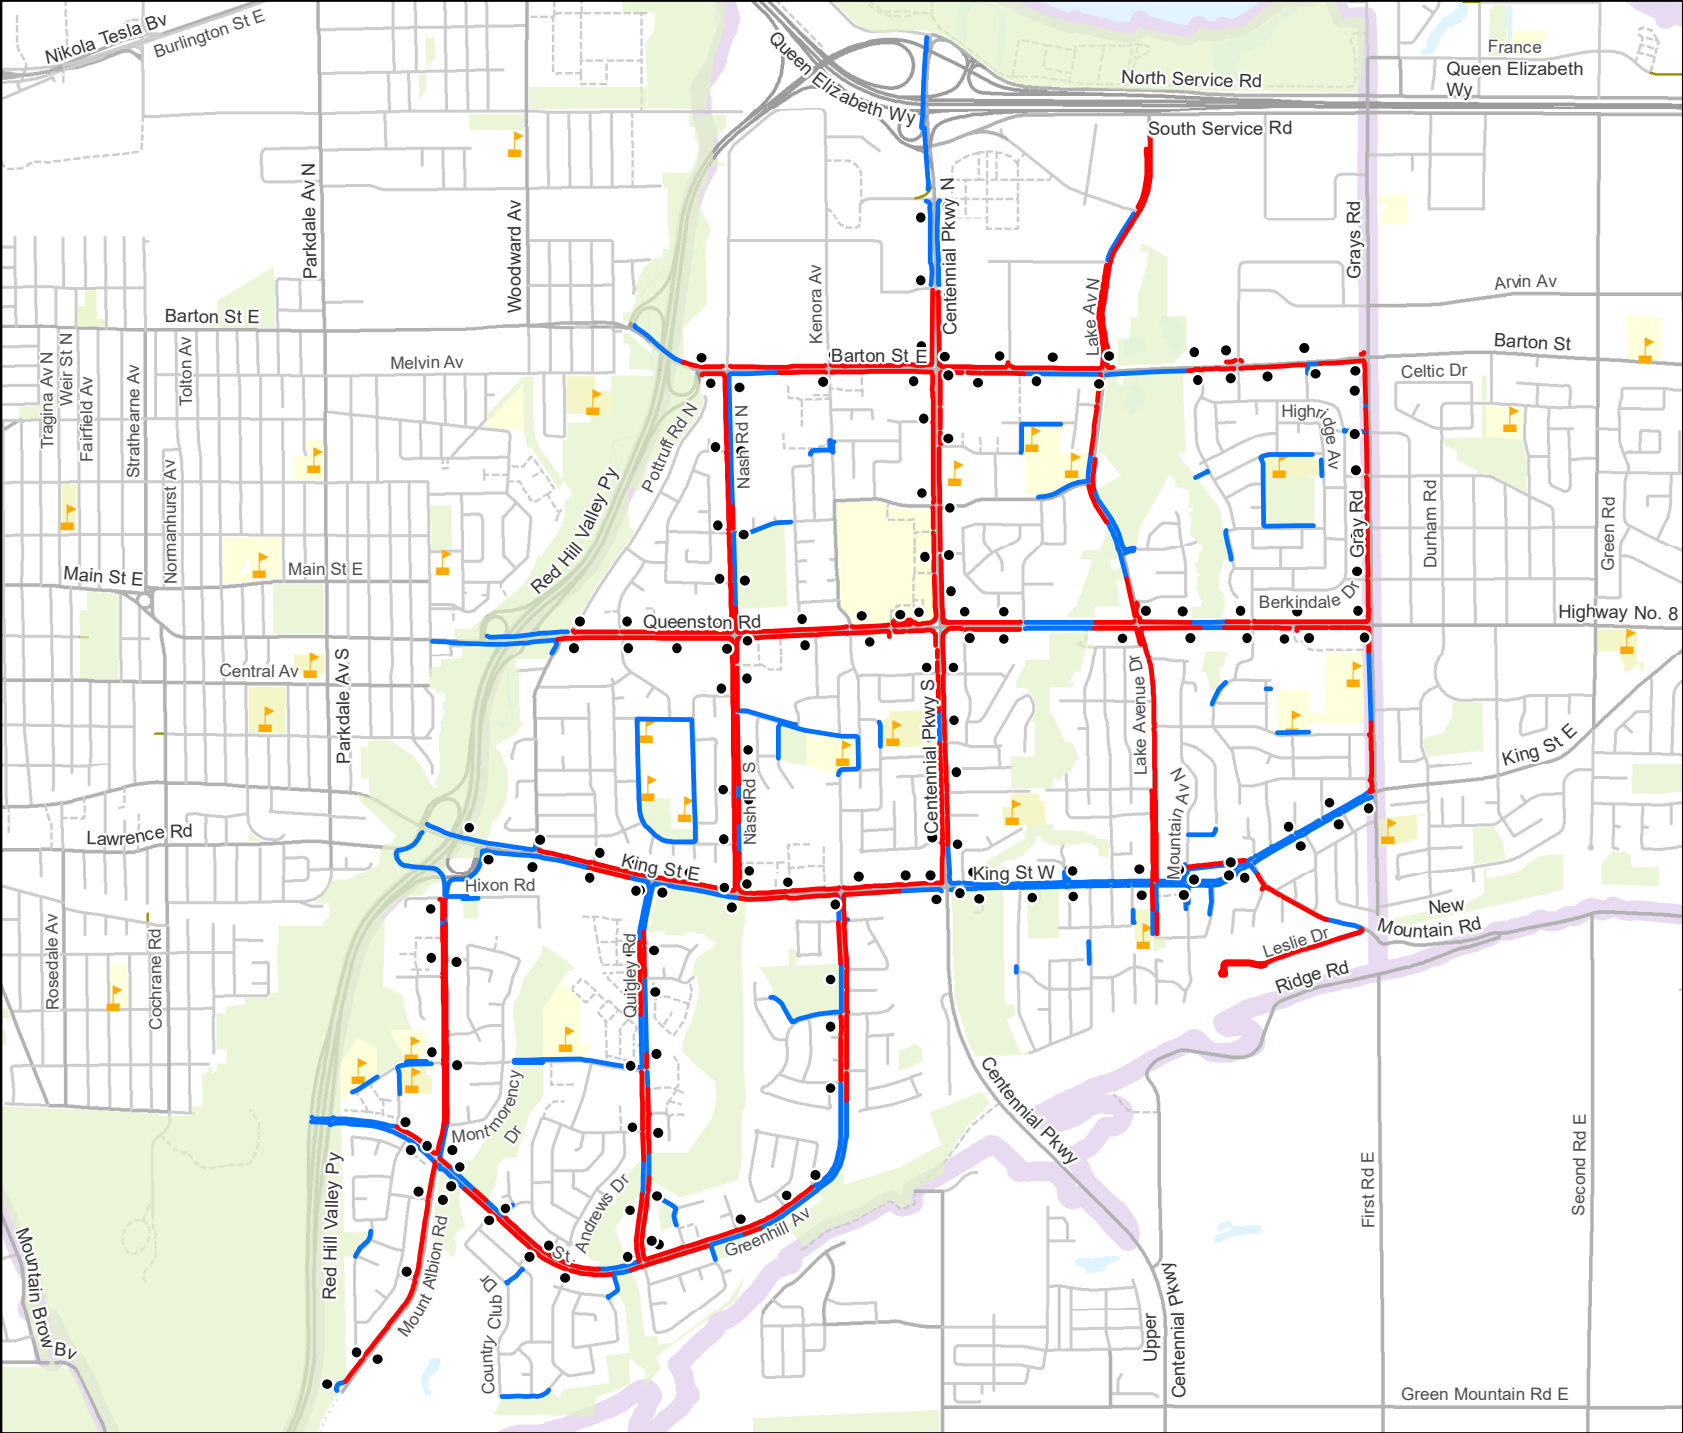 Nikola Tesla Bv
Burlington St E
Queen Elizabeth Wy
North Service Rd
France
Queen Elizabeth
Wy
South Service Rd
Parkdale Av N
Woodward Av
Centennial Pkwy N
Grays Rd
Kenora Av
Lake Av N
Arvin Av
Barton St E
Melvin Av
Barton St E
Barton St
Celtic Dr
Tragina Av N
Weir St N
Fairfield Av
Strathearne Av
Tolton Av
Normanhurst Av
Pottruff Rd N
Nash Rd N
Highridge Av
Red Hill Valley Py
Gray Rd
Durham Rd
Green Rd
Main St E
Main St E
Berkindale Dr
Queenston Rd
Highway No. 8
Central Av
Parkdale Av S
Centennial Pkwy S
Lake Avenue Dr
King St E
Nash Rd S
Mountain Av N
Lawrence Rd
King St E
King St W
Hixon Rd
Rosedale Av
Cochrane Rd
Quigley Rd
New
Mountain Rd
Leslie Dr
Ridge Rd
Montmorency
Dr
Centennial Pkwy
Red Hill Valley Py
St. Andrews Dr
Greenhill Av
First Rd E
Second Rd E
Mount Albion Rd
Country Club Dr
Mountain Brow Bv
Upper
Centennial Pkwy
Green Mountain Rd E